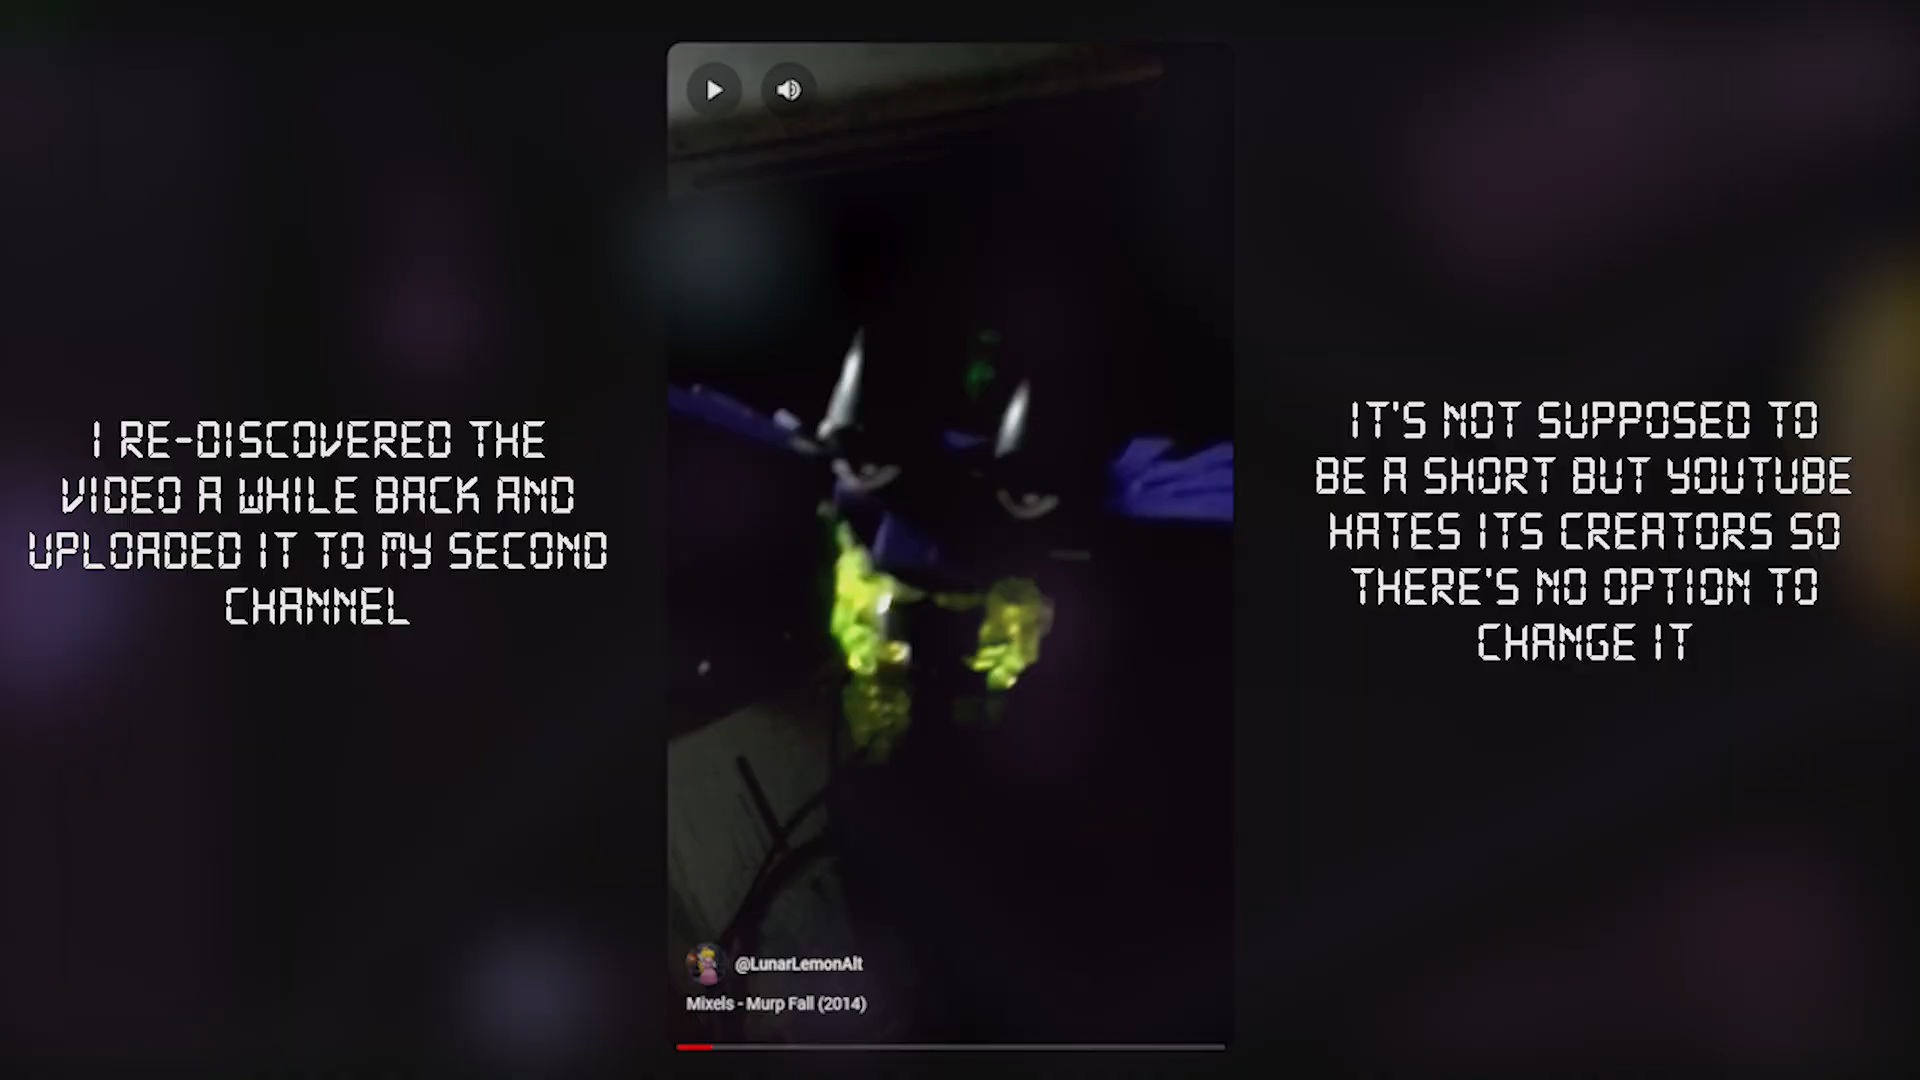 I RE-DISCOVERED THE
VIDEO A WHILE BACK AND
UPLOADED IT TO MY SECOND
CHANNEL
IT'S NOT SUPPOSED TO
BE A SHORT BUT YOUTUBE
HATES ITS CREATORS SO
THERE'S NO OPTION TO
CHANGE IT
@LunarLemonAlt
Mixels - Murp Fall (2014)